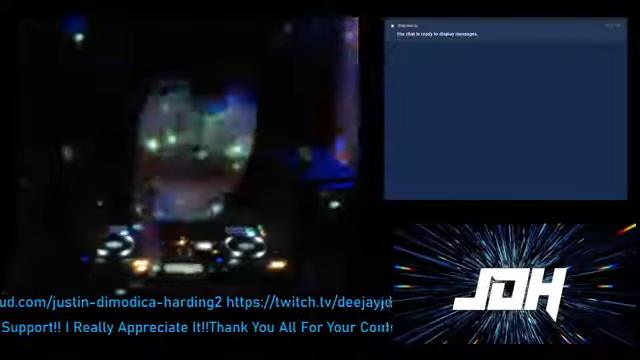 The chat is ready to display messages.
JDH
ud.com/justin-dimodica-harding2 https://twitch.tv/deejayjd
Support!! I Really Appreciate It!!Thank You All For Your Cont